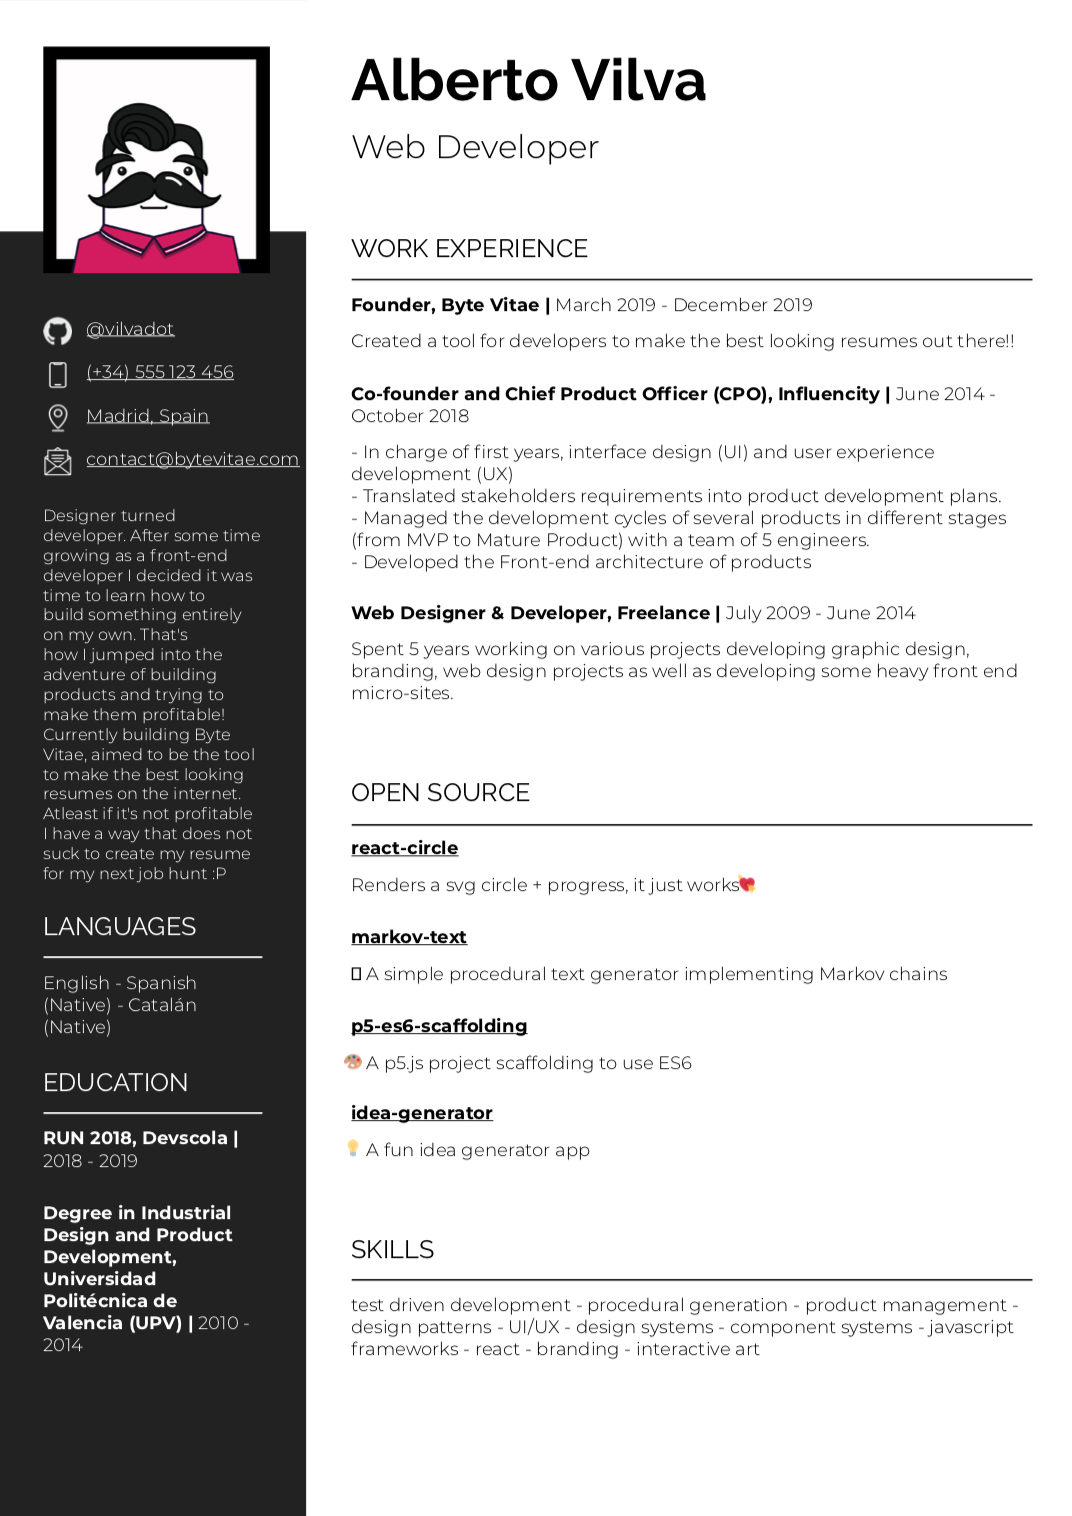 Alberto Vilva
Web Developer
@vilvadot
(+34) 555 123 456
Madrid, Spain
contact@bytevitae.com
Designer turned
developer. After some time
growing as a front-end
developer I decided it was
time to learn how to
build something entirely
on my own. That's
how I jumped into the
adventure of building
products and trying to
make them profitable!
Currently building Byte
Vitae, aimed to be the tool
to make the best looking
resumes on the internet.
Atleast if it's not profitable
I have a way that does not
suck to create my resume
for my next job hunt :P
LANGUAGES
English - Spanish
(Native) - Catalán
(Native)
EDUCATION
RUN 2018, Devscola |
2018 - 2019
Degree in Industrial
Design and Product
Development,
Universidad
Politécnica de
Valencia (UPV) | 2010 -
2014
WORK EXPERIENCE
Founder, Byte Vitae | March 2019 - December 2019
Created a tool for developers to make the best looking resumes out there!!
Co-founder and Chief Product Officer (CPO), Influencity | June 2014 -
October 2018
- In charge of first years, interface design (UI) and user experience
development (UX)
- Translated stakeholders requirements into product development plans.
- Managed the development cycles of several products in different stages
(from MVP to Mature Product) with a team of 5 engineers.
- Developed the Front-end architecture of products
Web Designer & Developer, Freelance | July 2009 - June 2014
Spent 5 years working on various projects developing graphic design,
branding, web design projects as well as developing some heavy front end
micro-sites.
OPEN SOURCE
react-circle
Renders a svg circle + progress, it just works💘
markov-text
▯ A simple procedural text generator implementing Markov chains
p5-es6-scaffolding
🎨 A p5.js project scaffolding to use ES6
idea-generator
💡 A fun idea generator app
SKILLS
test driven development - procedural generation - product management -
design patterns - UI/UX - design systems - component systems - javascript
frameworks - react - branding - interactive art